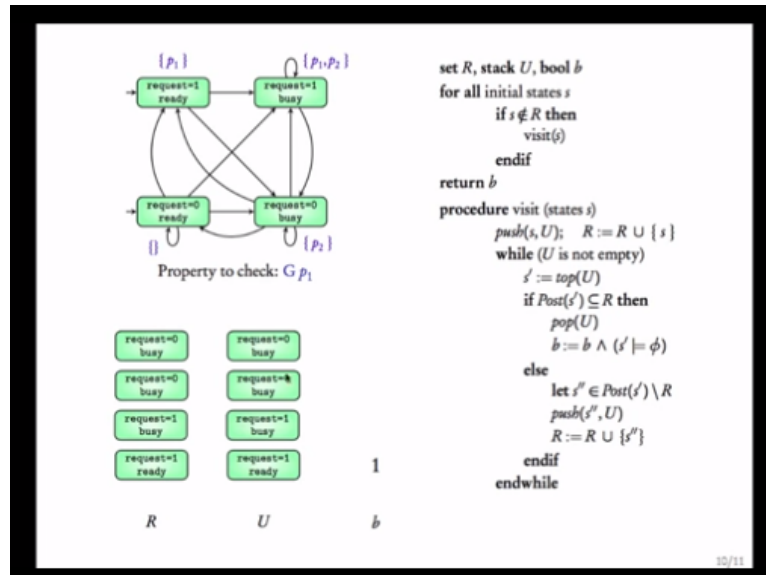 {p₁}
{p₁,p₂}
request=1
ready
request=1
busy
request=0
ready
request=0
busy
{}
{p₂}
Property to check: G p₁
request=0
busy
request=0
busy
request=0
busy
busy
request=1
busy
request=1
busy
request=1
ready
request=1
ready
1
R
U
b
set R, stack U, bool b
for all initial states s
if s ∉ R then
visit(s)
endif
return b
procedure visit (states s)
push(s, U); R := R ∪ { s }
while (U is not empty)
s′ := top(U)
if Post(s′) ⊆ R then
pop(U)
b := b ∧ (s′ ⊨ ϕ)
else
let s″ ∈ Post(s′) \ R
push(s″, U)
R := R ∪ {s″}
endif
endwhile
10/11